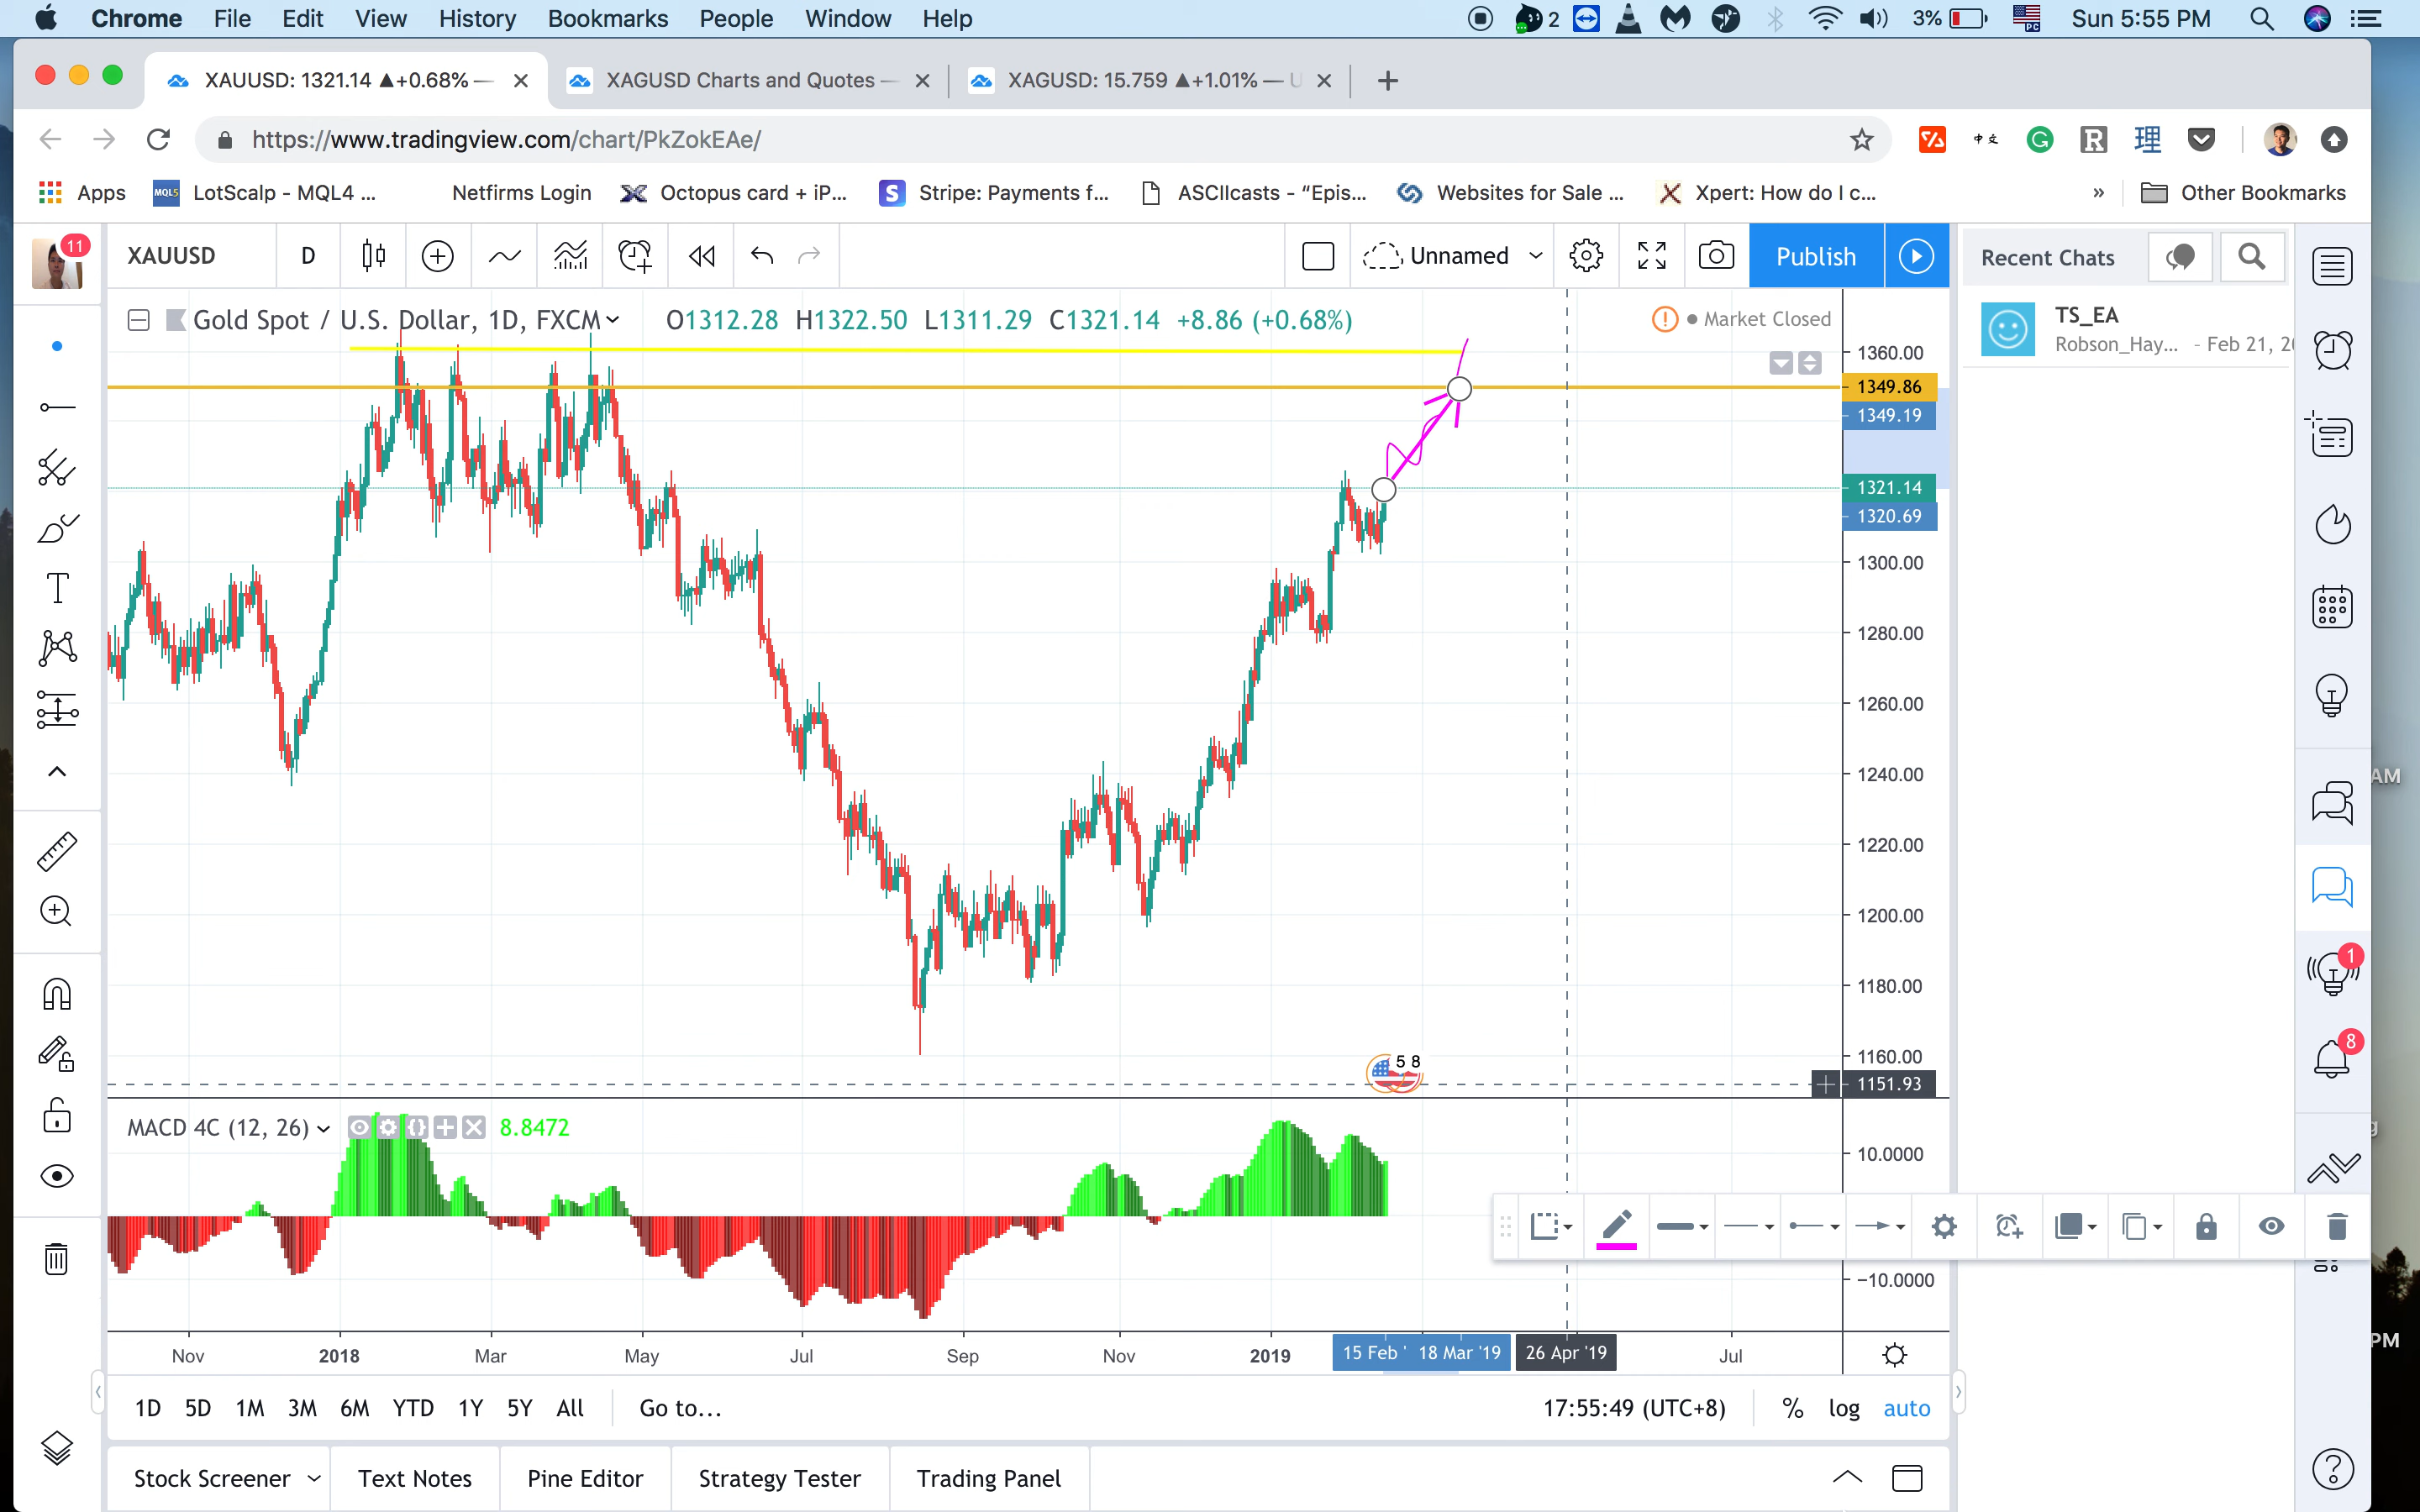 Chrome File Edit View History Bookmarks People Window Help 2 3% PC Sun 5:55 PM
XAUUSD: 1321.14 ▲+0.68% — XAGUSD Charts and Quotes — XAGUSD: 15.759 ▲+1.01% — U
https://www.tradingview.com/chart/PkZokEAe/
Apps MQL5 LotScalp - MQL4 ... Netfirms Login Octopus card + iP... Stripe: Payments f... ASCIIcasts - “Epis... Websites for Sale ... Xpert: How do I c... » Other Bookmarks
11 XAUUSD D Unnamed Publish Recent Chats
Gold Spot / U.S. Dollar, 1D, FXCM O1312.28 H1322.50 L1311.29 C1321.14 +8.86 (+0.68%) Market Closed
TS_EA
Robson_Hay... - Feb 21, 2
1360.00
1349.86
1349.19
1321.14
1320.69
1300.00
1280.00
1260.00
1240.00
1220.00
1200.00
1180.00
1160.00
1151.93
5 8
1
8
AM
PM
MACD 4C (12, 26) 8.8472
10.0000
−10.0000
Nov 2018 Mar May Jul Sep Nov 2019 15 Feb ' 18 Mar '19 26 Apr '19 Jul
1D 5D 1M 3M 6M YTD 1Y 5Y All Go to... 17:55:49 (UTC+8) % log auto
Stock Screener Text Notes Pine Editor Strategy Tester Trading Panel